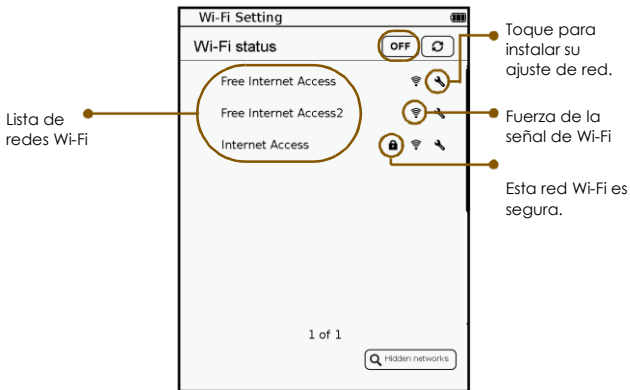 Wi-Fi Setting
Wi-Fi status
OFF
Free Internet Access
Free Internet Access2
Internet Access
1 of 1
Hidden networks
Lista de
redes Wi-Fi
Toque para
instalar su
ajuste de red.
Fuerza de la
señal de Wi-Fi
Esta red Wi-Fi es
segura.